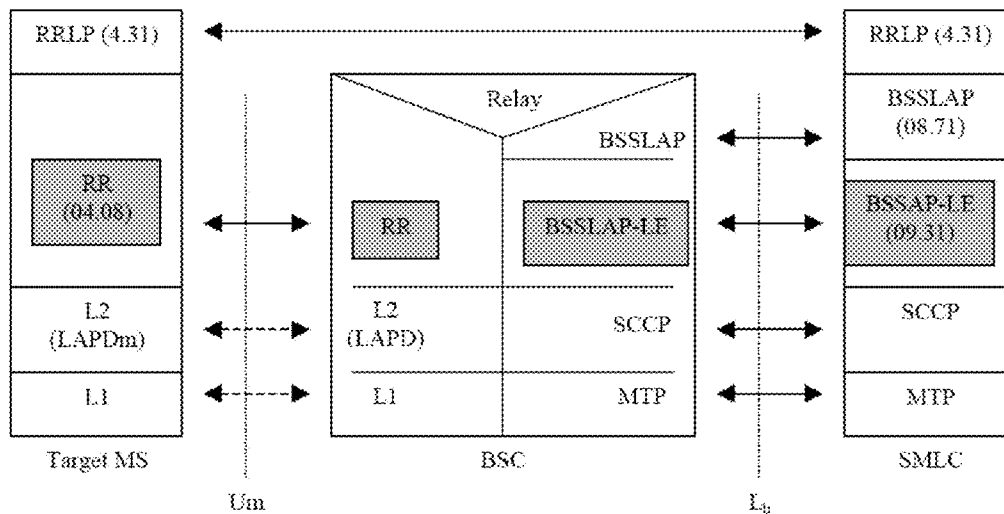 RRLP (4.31)
RRLP (4.31)
Relay
BSSLAP
BSSLAP
(08.71)
RR
(04.08)
RR
BSSLAP-LE
BSSAP-LE
(09.31)
L2
(LAPDm)
L2
(LAPD)
SCCP
SCCP
L1
L1
MTP
MTP
Target MS
BSC
SMLC
Um
Lb